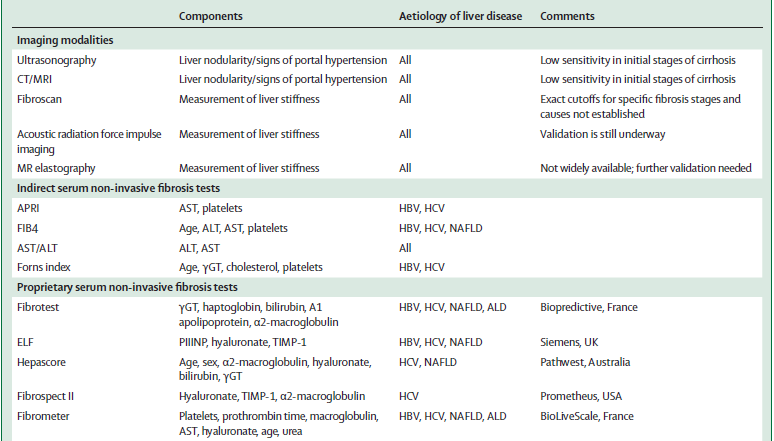 Components Aetiology of liver disease Comments
Imaging modalities
Ultrasonography Liver nodularity/signs of portal hypertension All Low sensitivity in initial stages of cirrhosis
CT/MRI Liver nodularity/signs of portal hypertension All Low sensitivity in initial stages of cirrhosis
Fibroscan Measurement of liver stiffness All Exact cutoffs for specific fibrosis stages and
causes not established
Acoustic radiation force impulse Measurement of liver stiffness All Validation is still underway
imaging
MR elastography Measurement of liver stiffness All Not widely available; further validation needed
Indirect serum non-invasive fibrosis tests
APRI AST, platelets HBV, HCV
FIB4 Age, ALT, AST, platelets HBV, HCV, NAFLD
AST/ALT ALT, AST All
Forns index Age, γGT, cholesterol, platelets HBV, HCV
Proprietary serum non-invasive fibrosis tests
Fibrotest γGT, haptoglobin, bilirubin, A1 HBV, HCV, NAFLD, ALD Biopredictive, France
apolipoprotein, α2-macroglobulin
ELF PIIINP, hyaluronate, TIMP-1 HBV, HCV, NAFLD Siemens, UK
Hepascore Age, sex, α2-macroglobulin, hyaluronate, HCV, NAFLD Pathwest, Australia
bilirubin, γGT
Fibrospect II Hyaluronate, TIMP-1, α2-macroglobulin HCV Prometheus, USA
Fibrometer Platelets, prothrombin time, macroglobulin, HBV, HCV, NAFLD, ALD BioLiveScale, France
AST, hyaluronate, age, urea